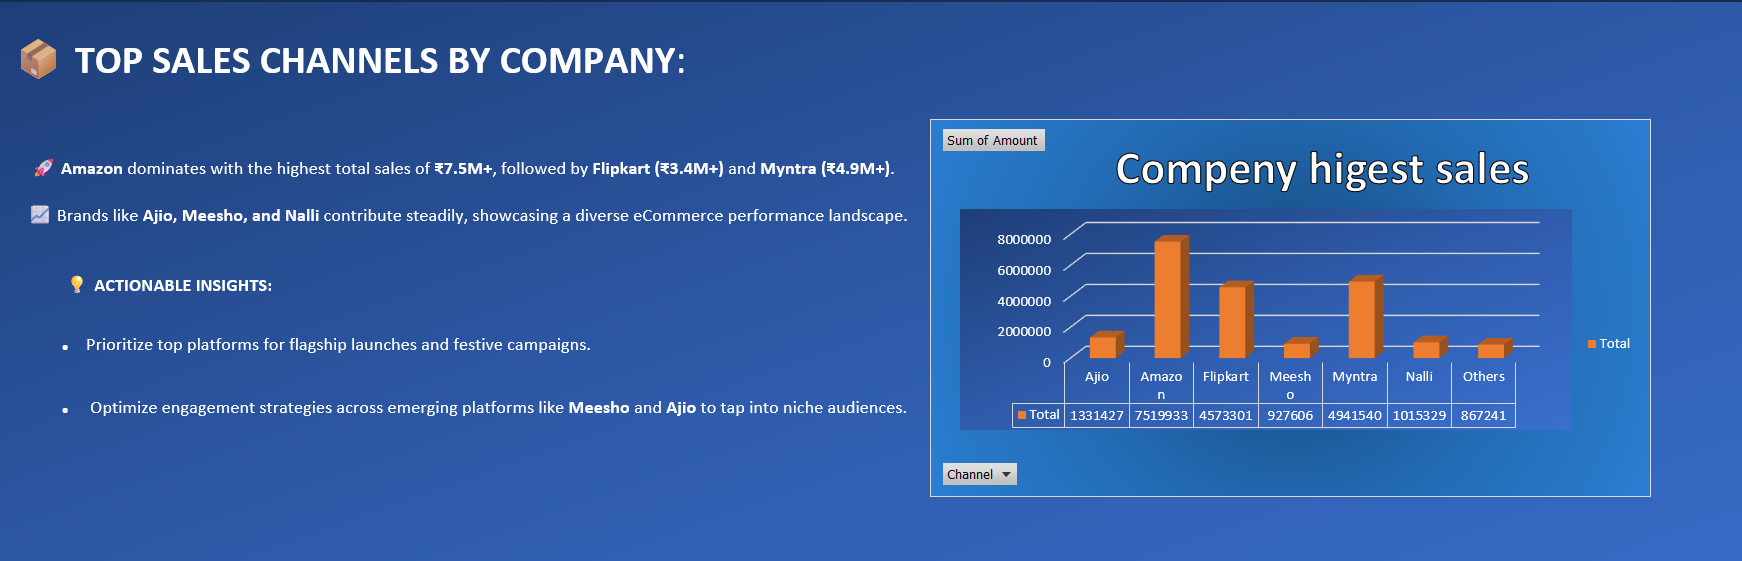 TOP SALES CHANNELS BY COMPANY:
Amazon dominates with the highest total sales of ₹7.5M+, followed by Flipkart (₹3.4M+) and Myntra (₹4.9M+).
Brands like Ajio, Meesho, and Nalli contribute steadily, showcasing a diverse eCommerce performance landscape.
ACTIONABLE INSIGHTS:
• Prioritize top platforms for flagship launches and festive campaigns.
• Optimize engagement strategies across emerging platforms like Meesho and Ajio to tap into niche audiences.
Sum of Amount
Compeny higest sales
8000000
6000000
4000000
2000000
0
Ajio Amazon Flipkart Meesho Myntra Nalli Others
Total 1331427 7519933 4573301 927606 4941540 1015329 867241
Total
Channel